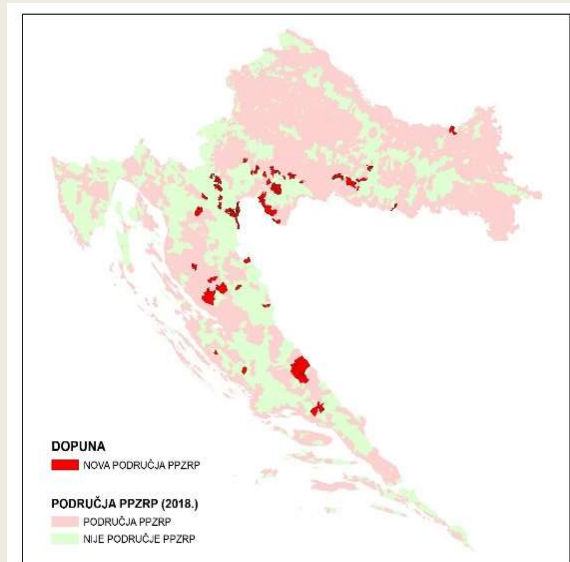 DOPUNA
NOVA PODRUČJA PPZRP
PODRUČJA PPZRP (2018.)
PODRUČJA PPZRP
NIJE PODRUČJE PPZRP